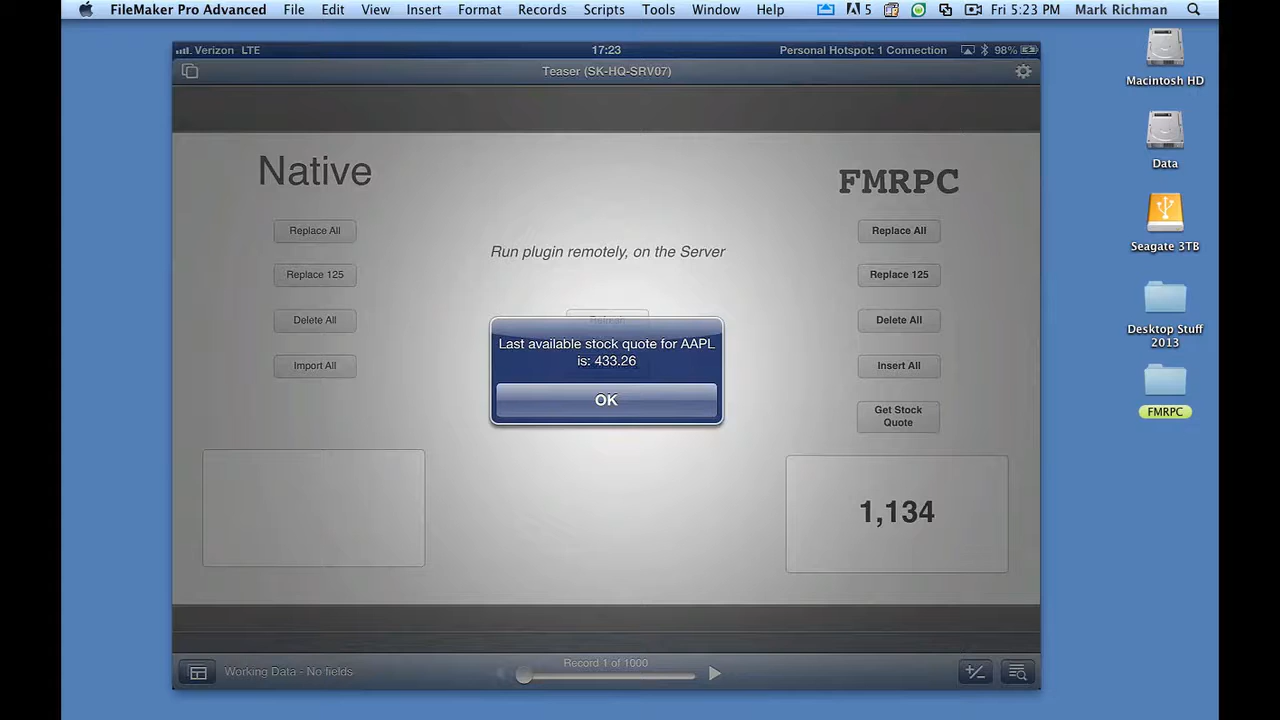 FileMaker Pro Advanced File Edit View Insert Format Records Scripts Tools Window Help 5 Fri 5:23 PM Mark Richman
Verizon LTE 17:23 Personal Hotspot: 1 Connection 98%
Teaser (SK-HQ-SRV07)
Macintosh HD
Data
Seagate 3TB
Desktop Stuff
2013
FMRPC
Native
FMRPC
Replace All
Replace 125
Delete All
Import All
Run plugin remotely, on the Server
Refresh
Last available stock quote for AAPL
is: 433.26
OK
Replace All
Replace 125
Delete All
Insert All
Get Stock
Quote
1,134
Working Data - No fields
Record 1 of 1000